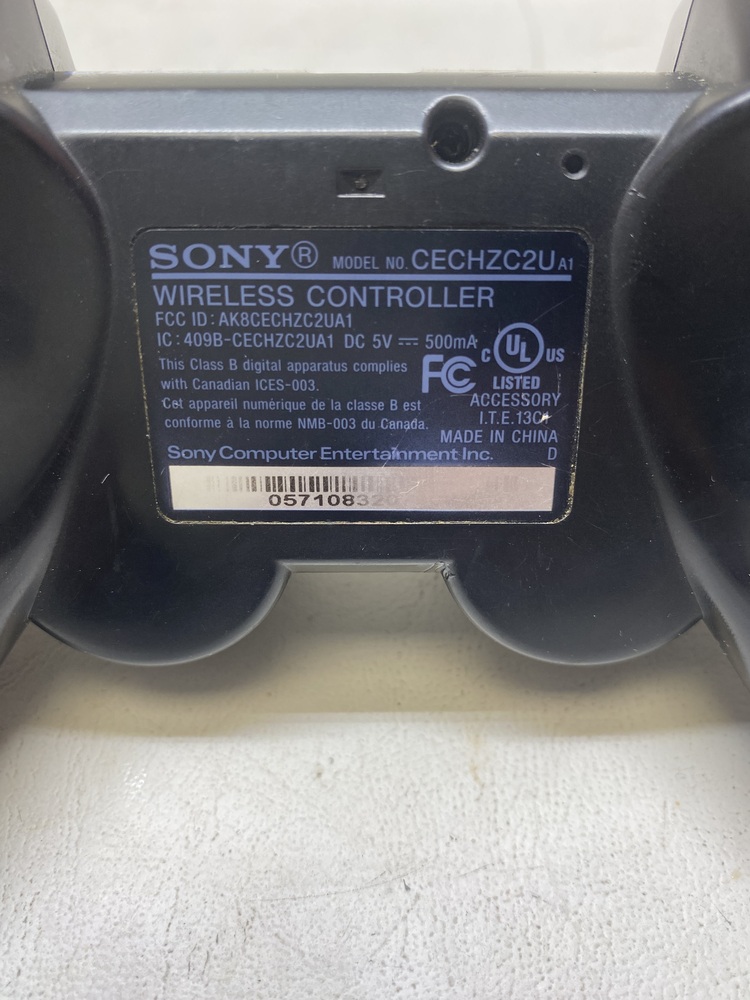 SONY® MODEL NO. CECHZC2U A1
WIRELESS CONTROLLER
FCC ID : AK8CECHZC2UA1
IC : 409B-CECHZC2UA1 DC 5V ⎓ 500mA
This Class B digital apparatus complies
with Canadian ICES-003.
Cet appareil numérique de la classe B est
conforme à la norme NMB-003 du Canada.
FC
C UL US
LISTED
ACCESSORY
MADE IN CHINA
Sony Computer Entertainment Inc. D